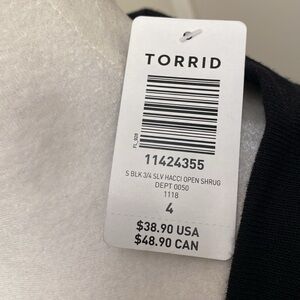 TORRID
FL_028
11424355
S BLK 3/4 SLV HACCI OPEN SHRUG
DEPT 0050
1118
4
$38.90 USA
$48.90 CAN